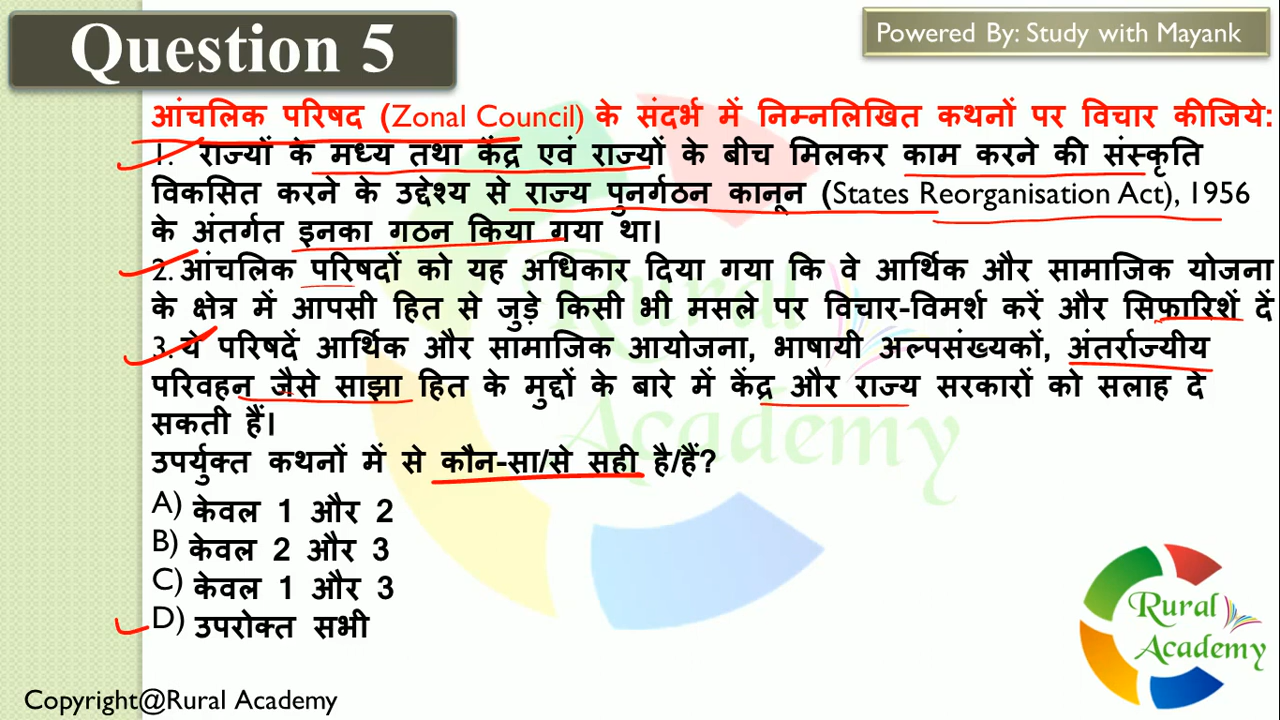 Question 5
Powered By: Study with Mayank
आंचलिक परिषद (Zonal Council) के संदर्भ में निम्नलिखित कथनों पर विचार कीजिये:
1. राज्यों के मध्य तथा केंद्र एवं राज्यों के बीच मिलकर काम करने की संस्कृति
विकसित करने के उद्देश्य से राज्य पुनर्गठन कानून (States Reorganisation Act), 1956
के अंतर्गत इनका गठन किया गया था।
2. आंचलिक परिषदों को यह अधिकार दिया गया कि वे आर्थिक और सामाजिक योजना
के क्षेत्र में आपसी हित से जुड़े किसी भी मसले पर विचार-विमर्श करें और सिफ़ारिशें दें
3. ये परिषदें आर्थिक और सामाजिक आयोजना, भाषायी अल्पसंख्यकों, अंतर्राज्यीय
परिवहन जैसे साझा हित के मुद्दों के बारे में केंद्र और राज्य सरकारों को सलाह दे
सकती हैं।
उपर्युक्त कथनों में से कौन-सा/से सही है/हैं?
A) केवल 1 और 2
B) केवल 2 और 3
C) केवल 1 और 3
D) उपरोक्त सभी
Rural
Academy
Rural
Academy
Copyright@Rural Academy